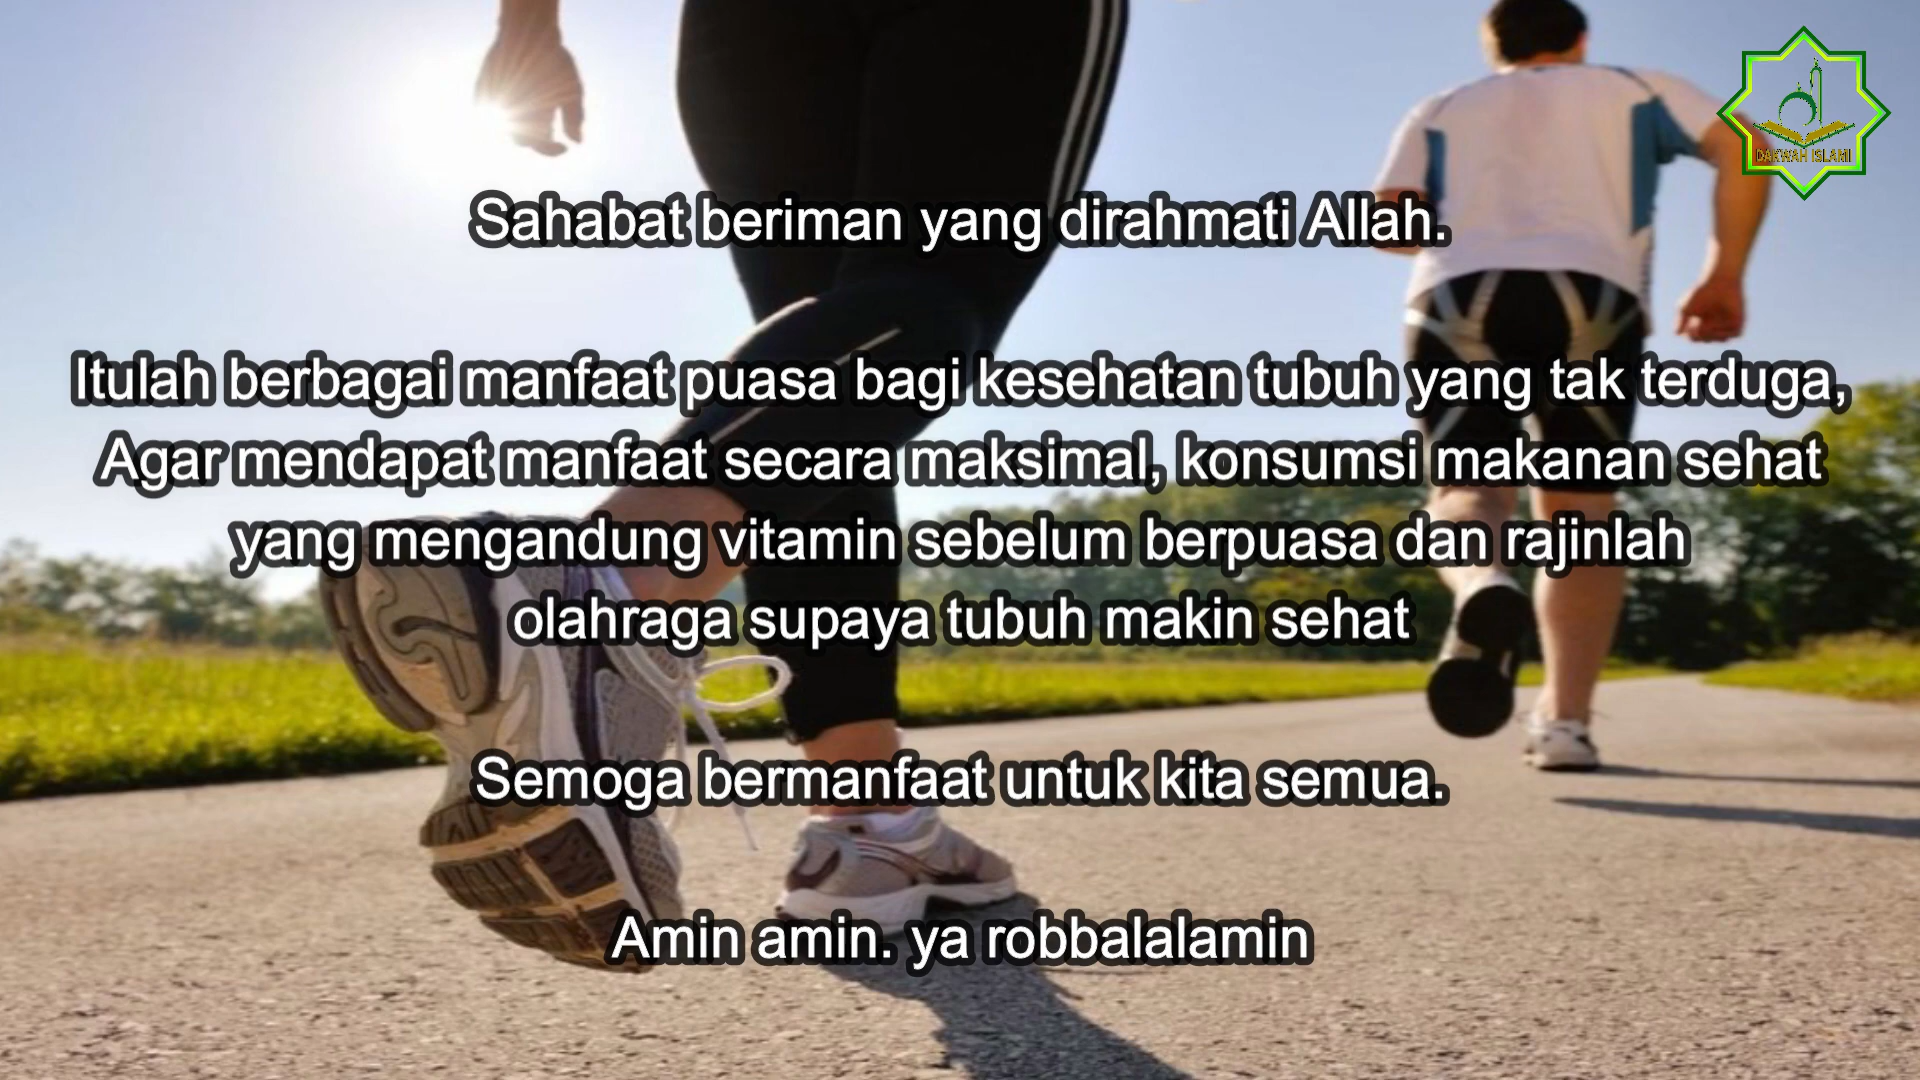 DAKWAH ISLAMI
Sahabat beriman yang dirahmati Allah.
Itulah berbagai manfaat puasa bagi kesehatan tubuh yang tak terduga,
Agar mendapat manfaat secara maksimal, konsumsi makanan sehat
yang mengandung vitamin sebelum berpuasa dan rajinlah
olahraga supaya tubuh makin sehat
Semoga bermanfaat untuk kita semua.
Amin amin. ya robbalalamin